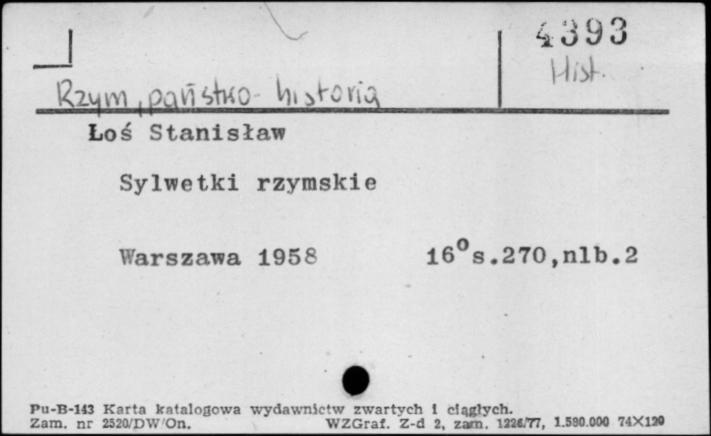 4393
Hist.
Rzym, państwo - historia
Łoś Stanisław
Sylwetki rzymskie
Warszawa 1958 16⁰s.270,nlb.2
Pu-B-143 Karta katalogowa wydawnictw zwartych i ciągłych.
Zam. nr 2520/DW/On. WZGraf. Z-d 2, zam. 1226/77, 1.580.000 74X120